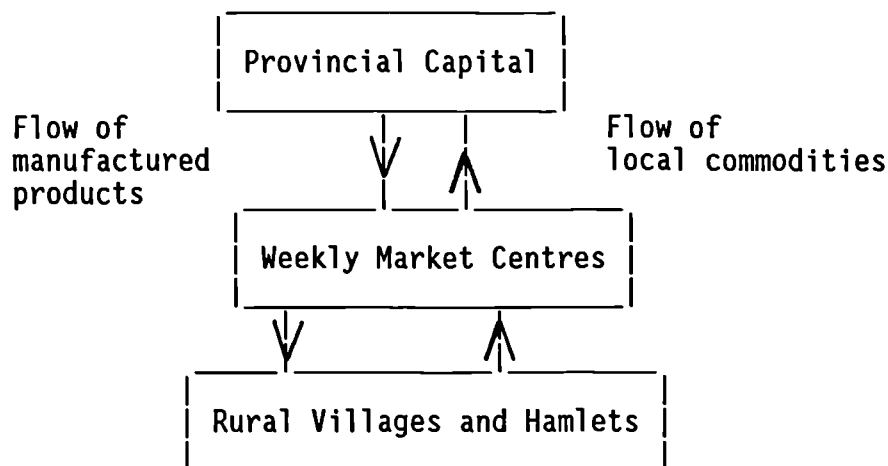 Provincial Capital
Flow of
manufactured
products
Flow of
local commodities
Weekly Market Centres
Rural Villages and Hamlets